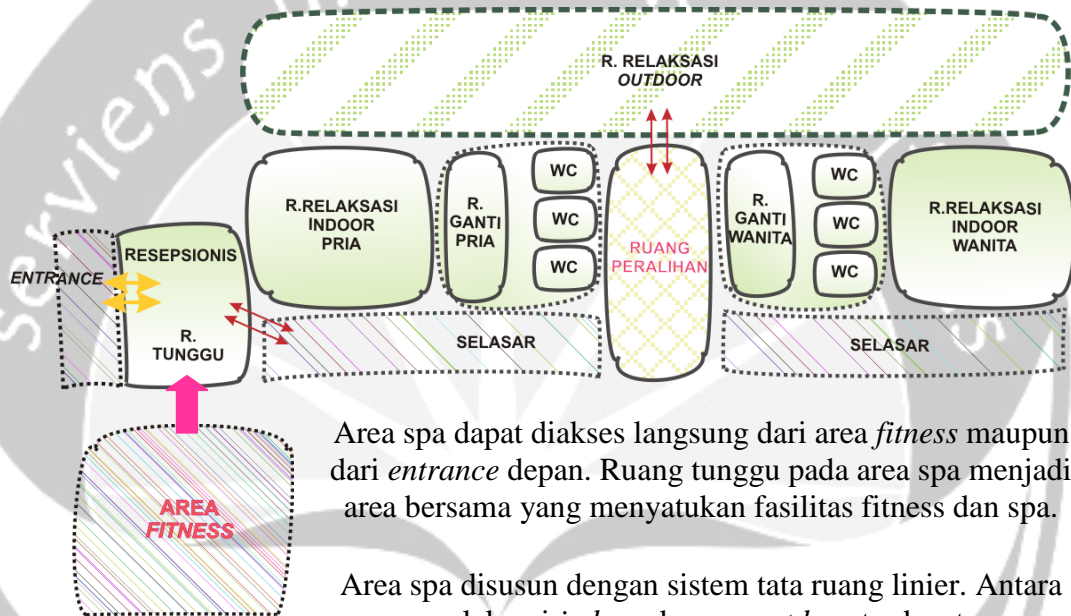 serviens in
R. RELAKSASI
OUTDOOR
R.RELAKSASI
INDOOR
PRIA
R.
GANTI
PRIA
WC
WC
WC
RUANG
PERALIHAN
R.
GANTI
WANITA
WC
WC
WC
R.RELAKSASI
INDOOR
WANITA
ENTRANCE
RESEPSIONIS
R.
TUNGGU
SELASAR
SELASAR
AREA
FITNESS
Area spa dapat diakses langsung dari area fitness maupun
dari entrance depan. Ruang tunggu pada area spa menjadi
area bersama yang menyatukan fasilitas fitness dan spa.
Area spa disusun dengan sistem tata ruang linier. Antara